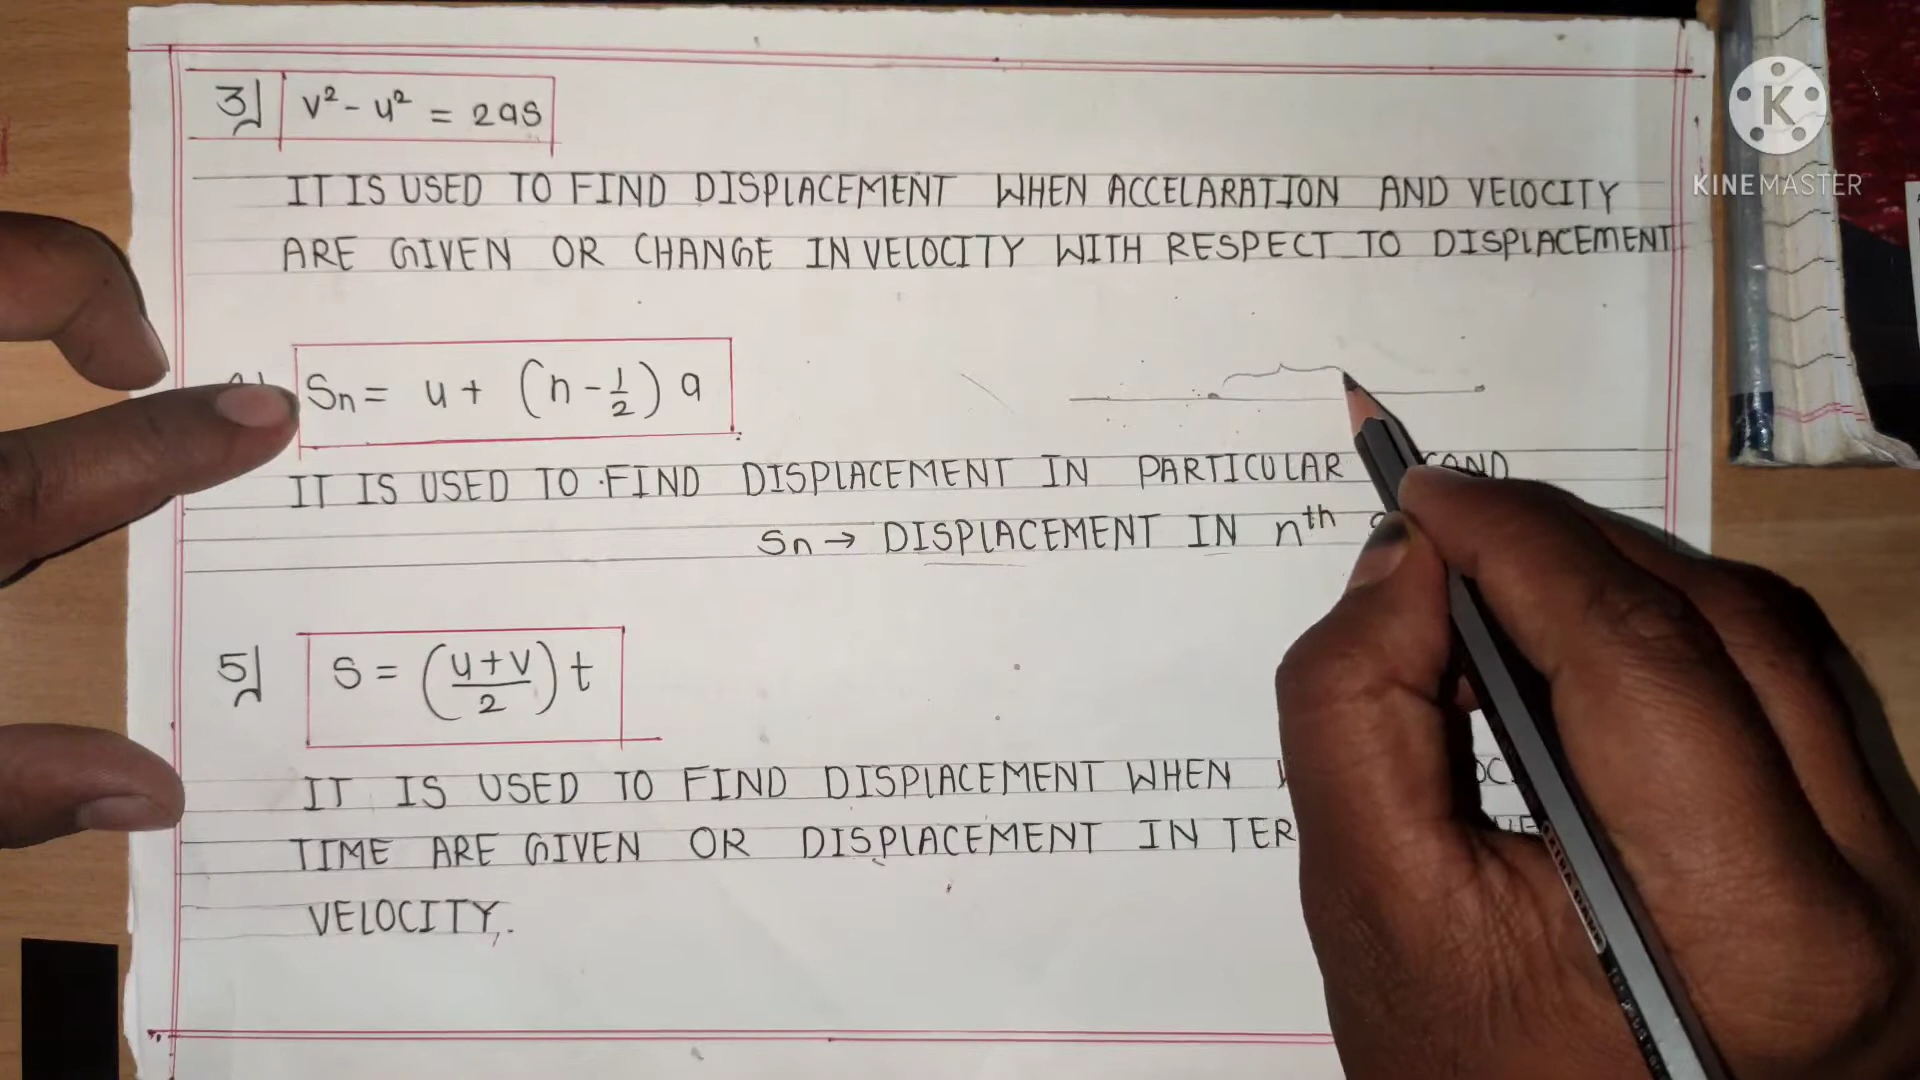 3) v² - u² = 2as
KINEMASTER
IT IS USED TO FIND DISPLACEMENT WHEN ACCELARATION AND VELOCITY
ARE GIVEN OR CHANGE IN VELOCITY WITH RESPECT TO DISPLACEMENT
Sn = u + (n - 1/2) a
IT IS USED TO FIND DISPLACEMENT IN PARTICULAR
Sn → DISPLACEMENT IN nth
5) S = (u+v/2) t
IT IS USED TO FIND DISPLACEMENT WHEN
TIME ARE GIVEN OR DISPLACEMENT IN
VELOCITY.